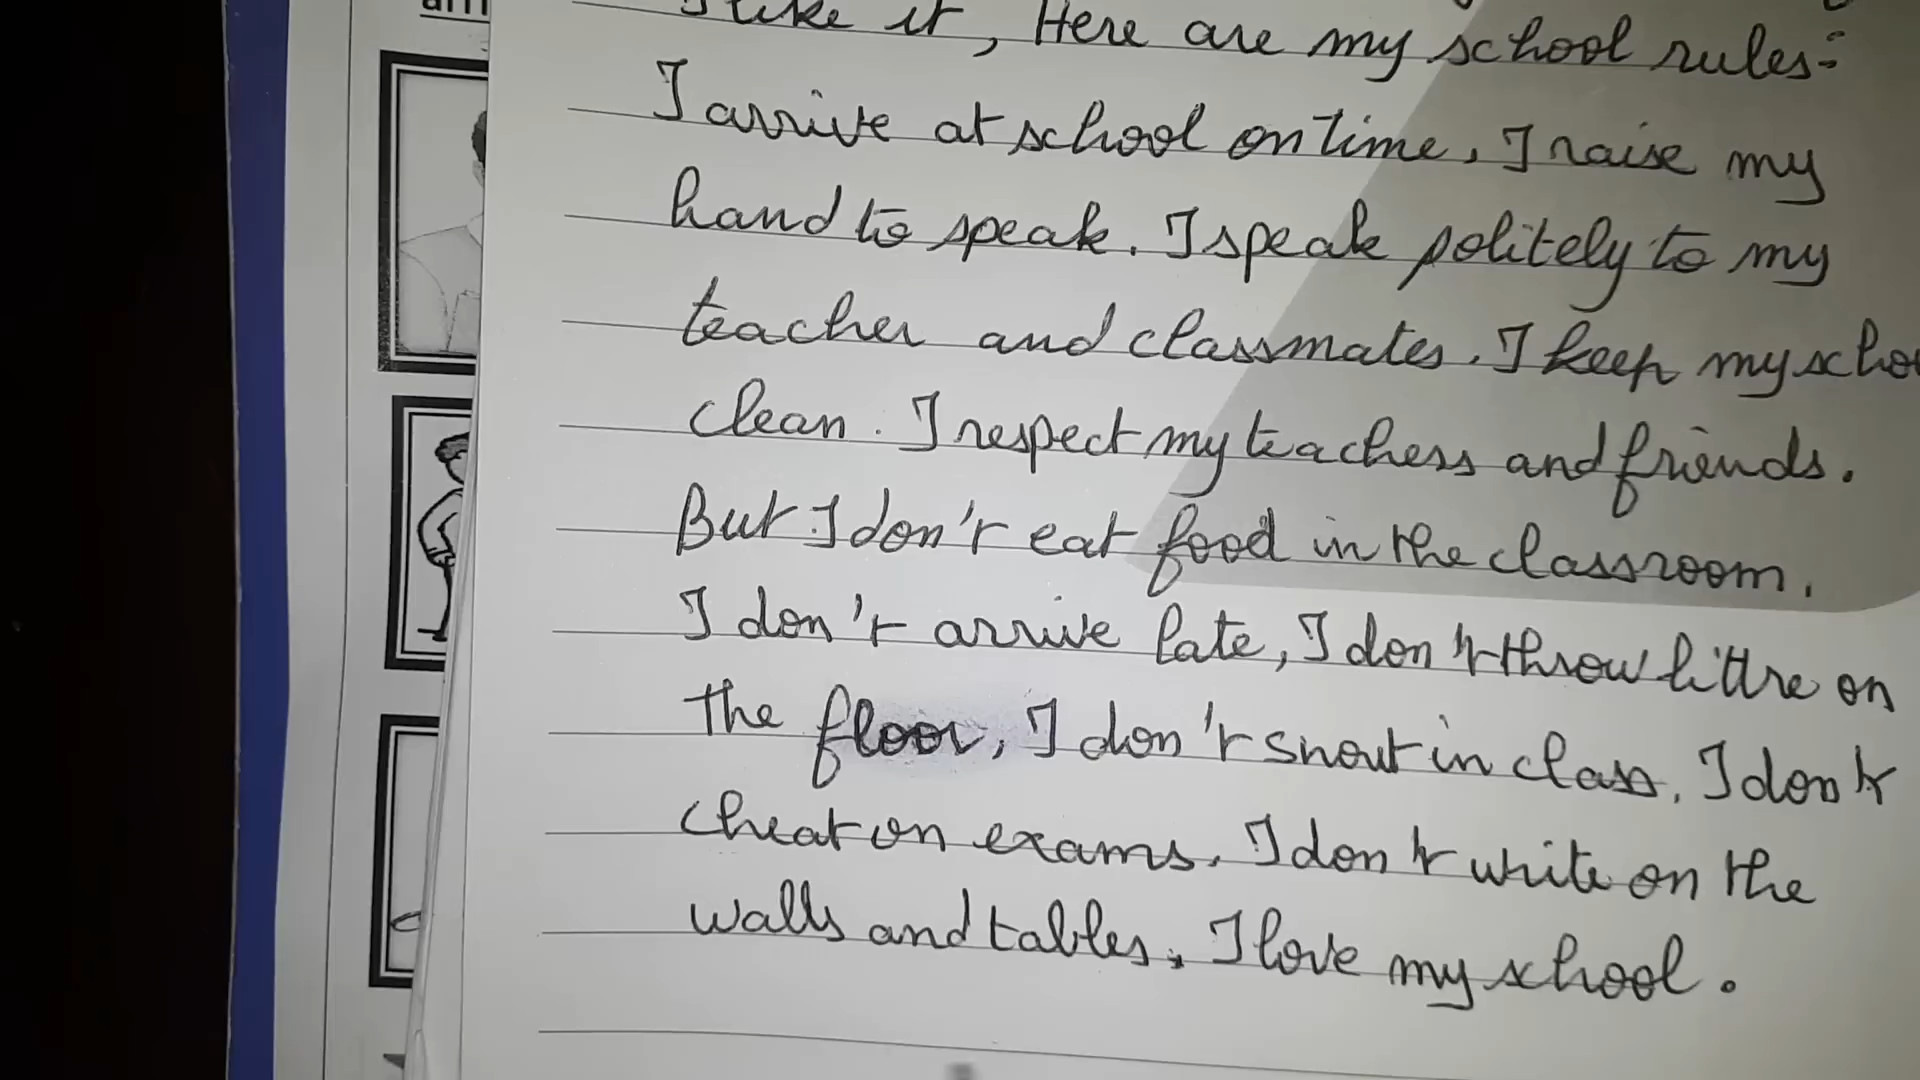 I like it, Here are my school rules:
I arrive at school on time, I raise my
hand to speak. I speak politely to my
teacher and classmates. I keep my scho
clean. I respect my teachess and friends.
But I don't eat food in the classroom.
I don't arrive late, I don't throw littre on
the floor, I don't snout in class, I don't
cheat on exams. I don't write on the
walls and tables. I love my school.